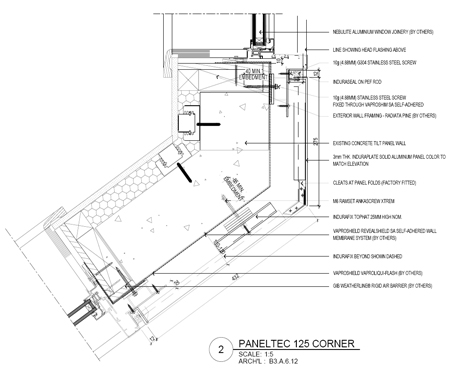 NEBULITE ALUMINIUM WINDOW JOINERY (BY OTHERS)
LINE SHOWING HEAD FLASHING ABOVE
10g (4.88MM) G304 STAINLESS STEEL SCREW
INDURASEAL ON PEF ROD
10g (4.88MM) STAINLESS STEEL SCREW
FIXED THROUGH VAPROSHIM SA SELF-ADHERED
EXTERIOR WALL FRAMING - RADIATA PINE (BY OTHERS)
EXISTING CONCRETE TILT PANEL WALL
3mm THK. INDURAPLATE SOLID ALUMINIUM PANEL COLOR TO
MATCH ELEVATION
CLEATS AT PANEL FOLDS (FACTORY FITTED)
M6 RAMSET ANKASCREW XTREM
INDURAFIX TOPHAT 25MM HIGH NOM
VAPROSHIELD REVEALSHIELD SA SELF-ADHERED WALL
MEMBRANE SYSTEM (BY OTHERS)
INDURAFIX BEYOND SHOWN DASHED
VAPROSHIELD VAPROLIQUI-FLASH (BY OTHERS)
GIB WEATHERLINE® RIGID AIR BARRIER (BY OTHERS)
40 MIN.
EMBEDMENT
EMBEDMENT
275
432
2
PANELTEC 125 CORNER
SCALE: 1:5
ARCH'L : B3.A.6.12